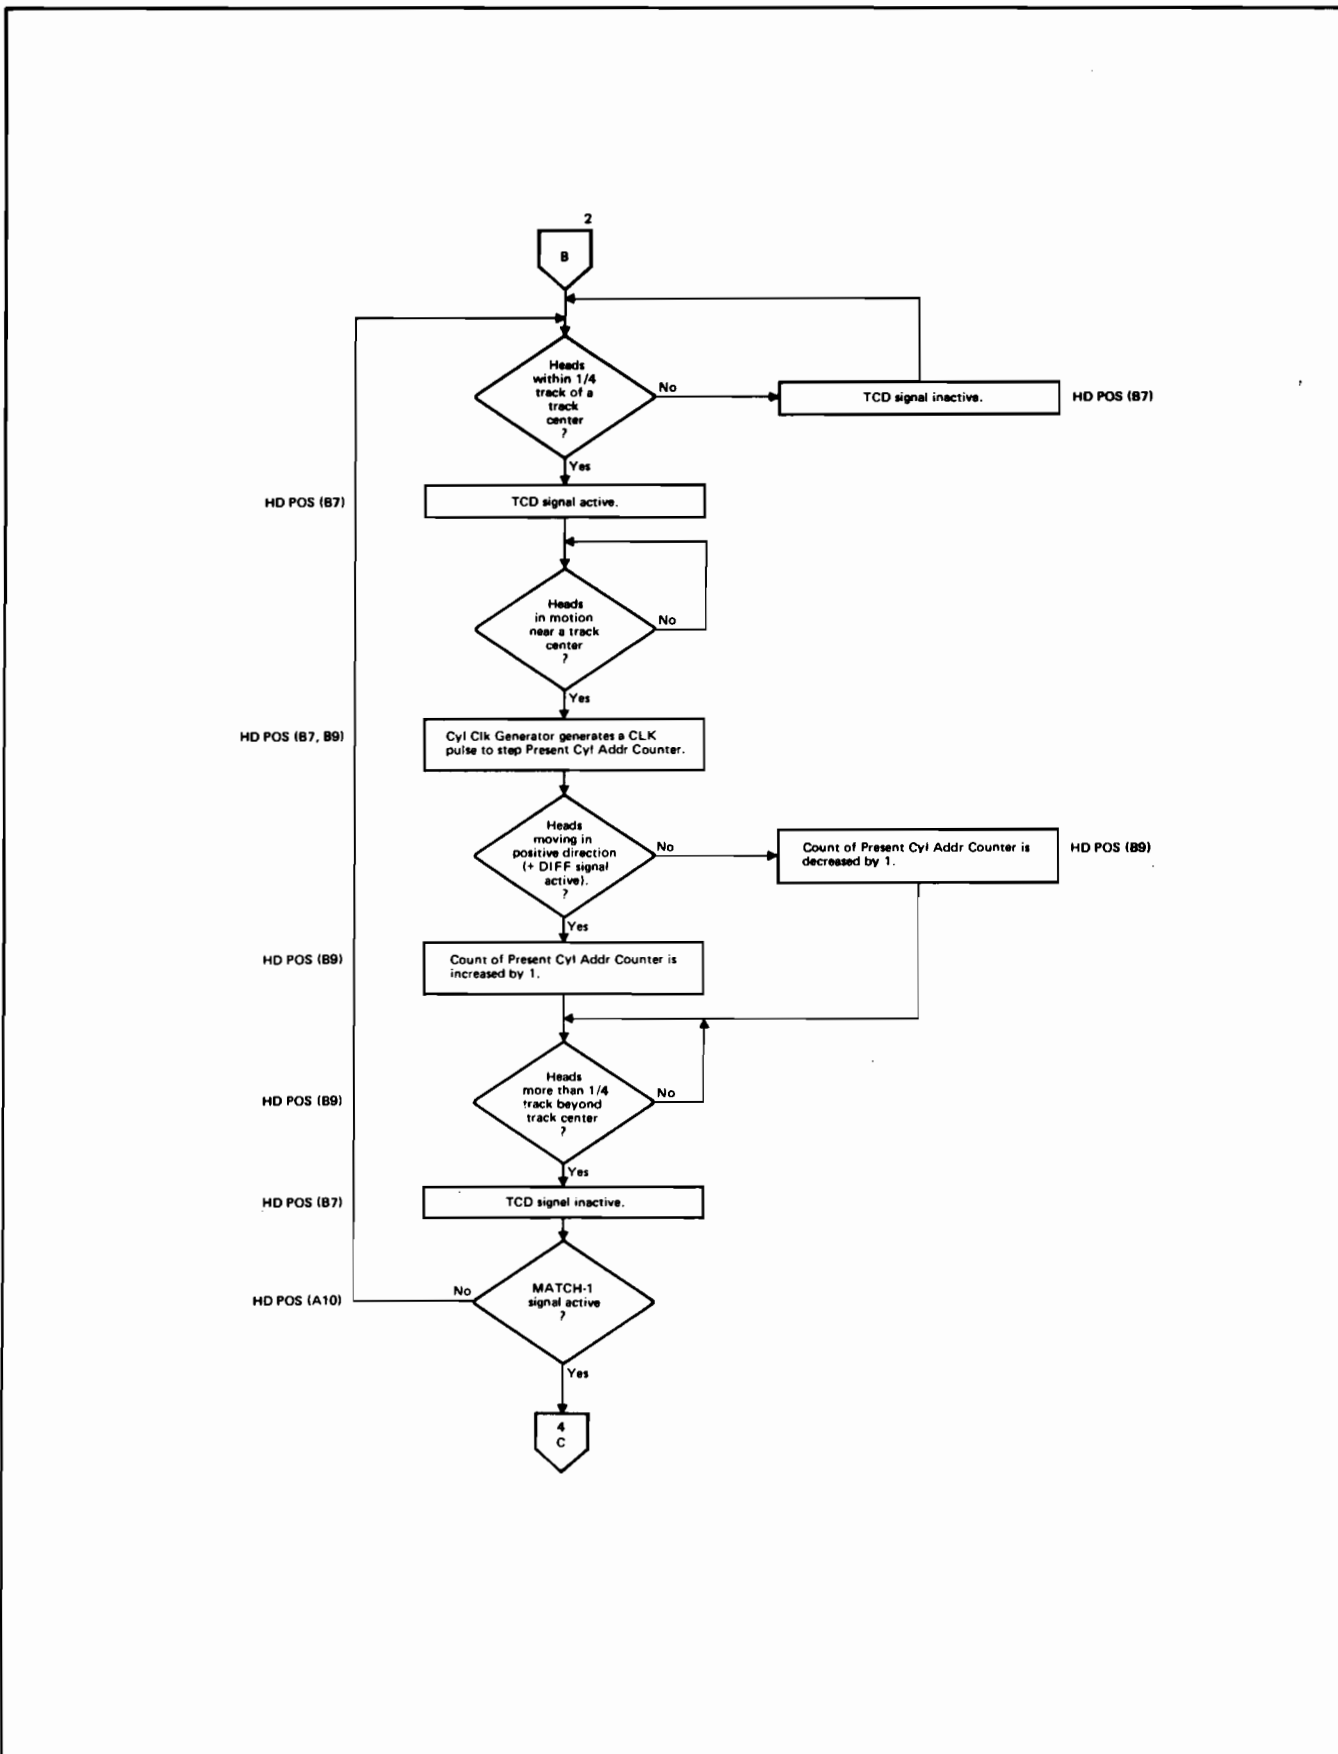 2
B
Heads
within 1/4
track of a
track
center
?
No
TCD signal inactive.
HD POS (B7)
Yes
HD POS (B7)
TCD signal active.
Heads
in motion
near a track
center
?
No
Yes
HD POS (B7, B9)
Cyl Clk Generator generates a CLK
pulse to step Present Cyl Addr Counter.
Heads
moving in
positive direction
(+ DIFF signal
active).
?
No
Count of Present Cyl Addr Counter is
decreased by 1.
HD POS (B9)
Yes
HD POS (B9)
Count of Present Cyl Addr Counter is
increased by 1.
HD POS (B9)
Heads
more than 1/4
track beyond
track center
?
No
Yes
HD POS (B7)
TCD signal inactive.
HD POS (A10)
No
MATCH-1
signal active
?
Yes
4
C